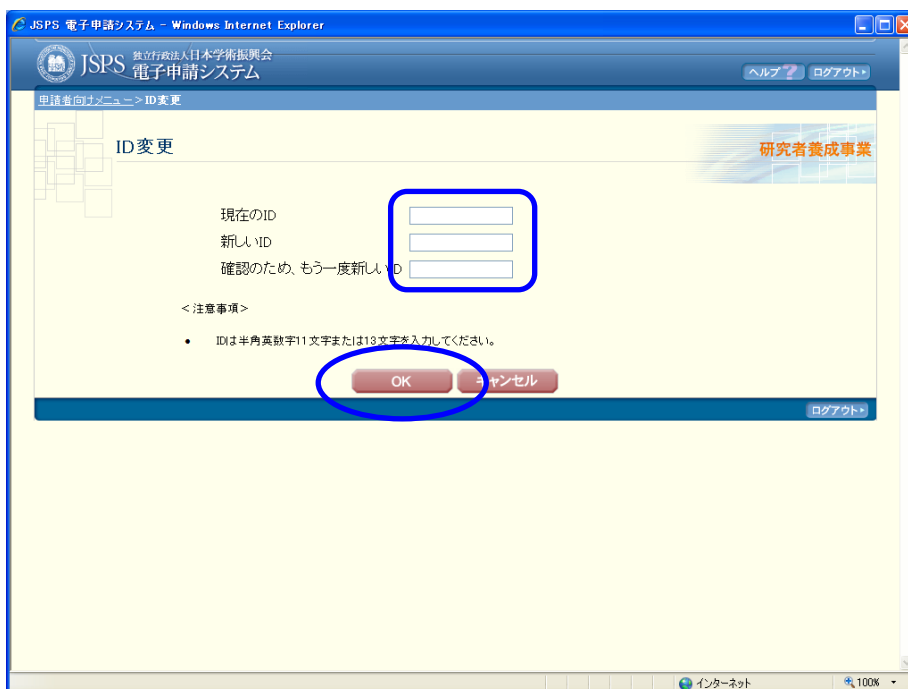 JSPS 電子申請システム - Windows Internet Explorer
JSPS 独立行政法人日本学術振興会
電子申請システム
ヘルプ ? ログアウト
申請者向けメニュー>ID変更
ID変更
研究者養成事業
現在のID
新しいID
確認のため、もう一度新しいID
<注意事項>
• IDは半角英数字11文字または13文字を入力してください。
OK キャンセル
ログアウト
インターネット 100%